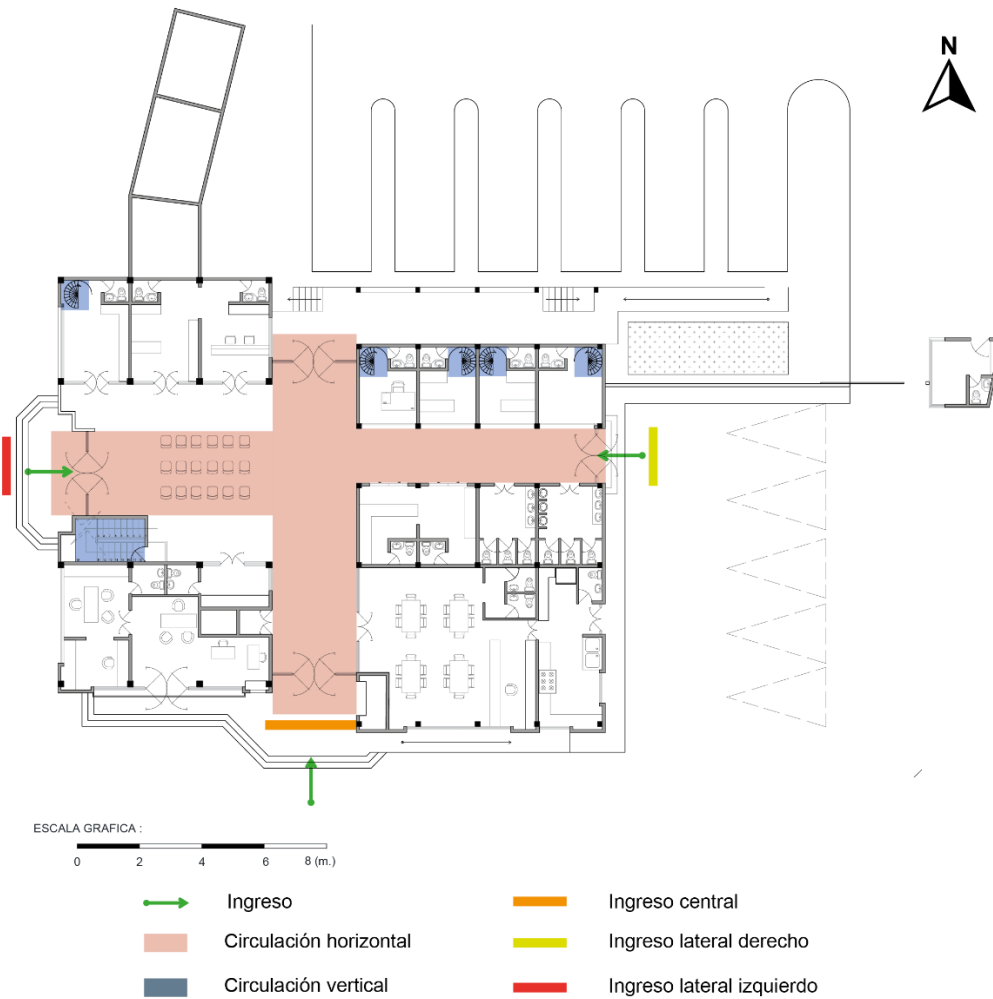 N
ESCALA GRAFICA :
0 2 4 6 8 (m.)
Ingreso
Ingreso central
Circulación horizontal
Ingreso lateral derecho
Circulación vertical
Ingreso lateral izquierdo